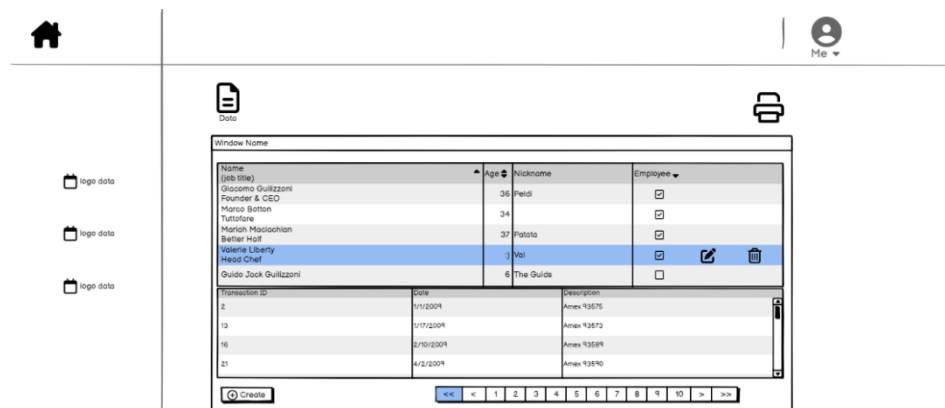 Me
Data
Window Name
Name
(job title)
Age
Nickname
Employee
Giacomo Guilizzoni
Founder & CEO
36
Peldi
Marco Botton
Tuttofare
34
Mariah Maclachlan
Better Half
37
Patata
Valerie Liberty
Head Chef
:)
Val
Guido Jack Guilizzoni
6
The Guids
logo data
logo data
logo data
Transaction ID
Date
Description
2
1/1/2009
Amex 93575
13
1/17/2009
Amex 93573
16
2/10/2009
Amex 93589
21
4/2/2009
Amex 93590
Create
<< < 1 2 3 4 5 6 7 8 9 10 > >>